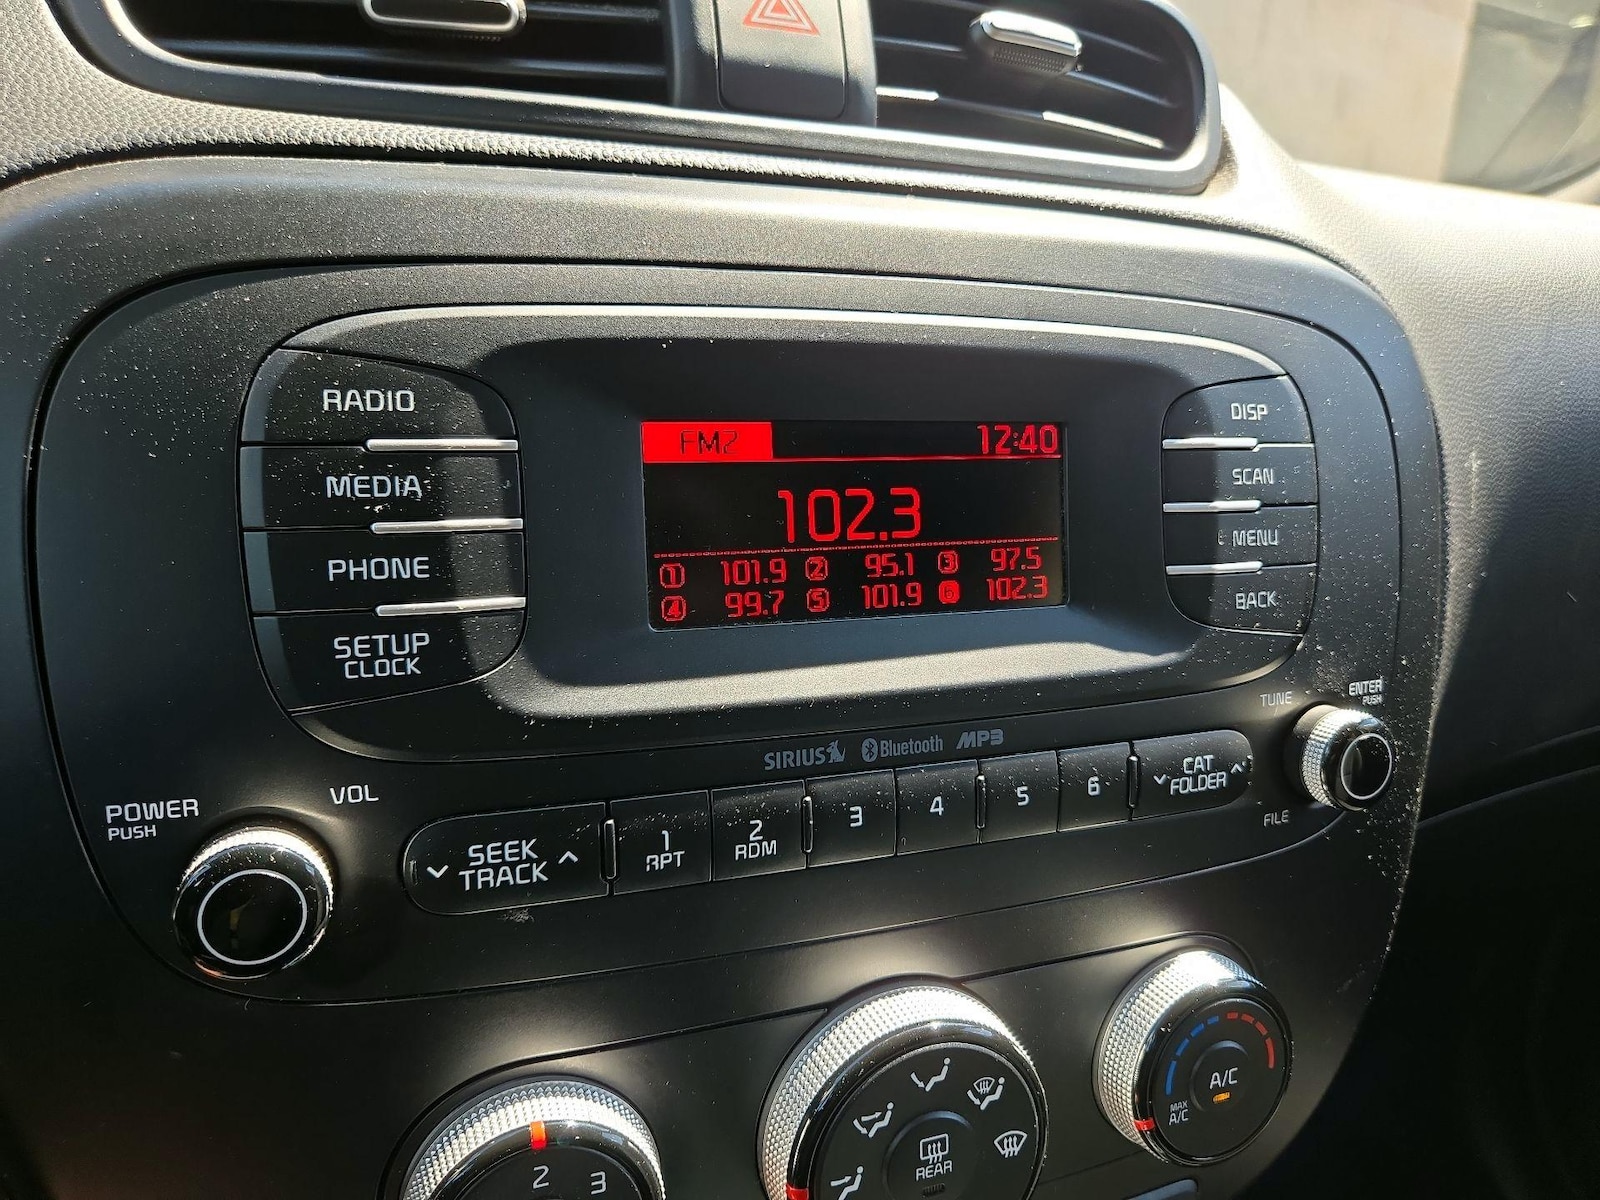 RADIO
MEDIA
PHONE
SETUP
CLOCK
FM2 12:40
102.3
1 101.9 2 95.1 3 97.5
4 99.7 5 101.9 6 102.3
DISP
SCAN
MENU
BACK
TUNE ENTER
PUSH
FILE
SIRIUS Bluetooth MP3
POWER
PUSH
VOL
SEEK
TRACK
1
RPT
2
RDM
3
4
5
6
CAT
FOLDER
2 3
REAR
A/C
MAX
A/C